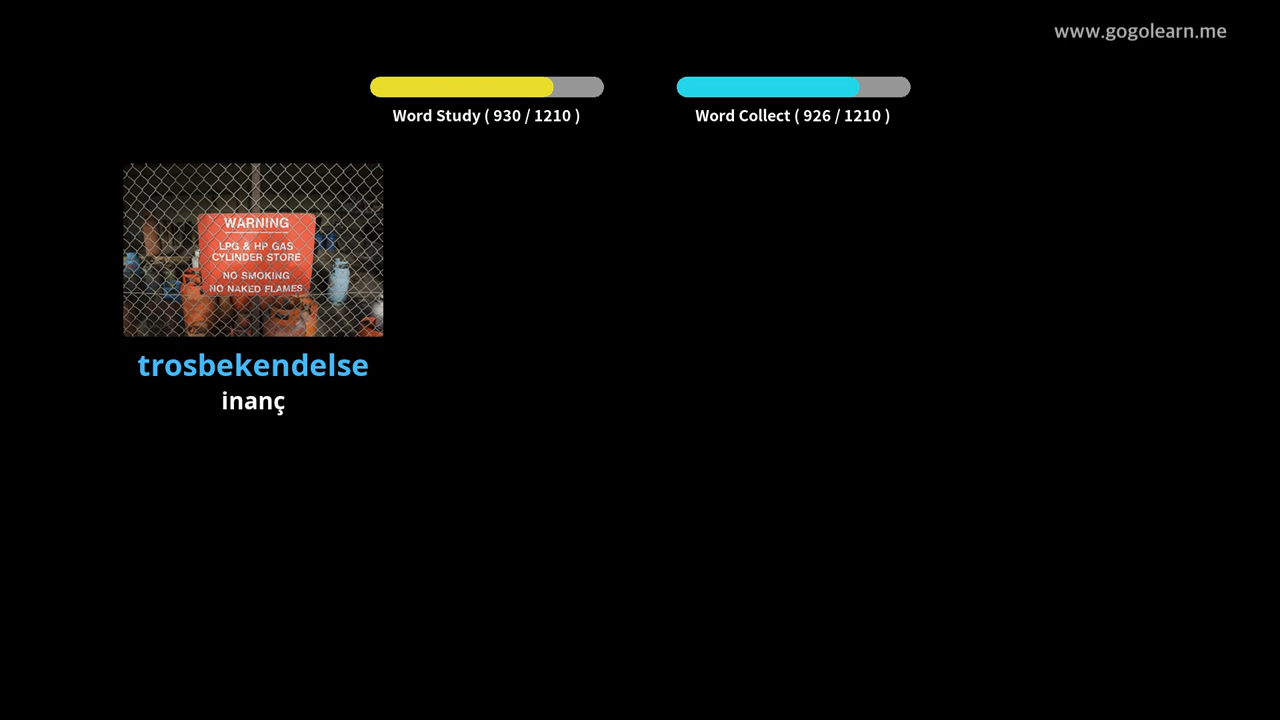 www.gogolearn.me
Word Study ( 930 / 1210 )
Word Collect ( 926 / 1210 )
WARNING
LPG & HP GAS
CYLINDER STORE
NO SMOKING
NO NAKED FLAMES
trosbekendelse
inanç